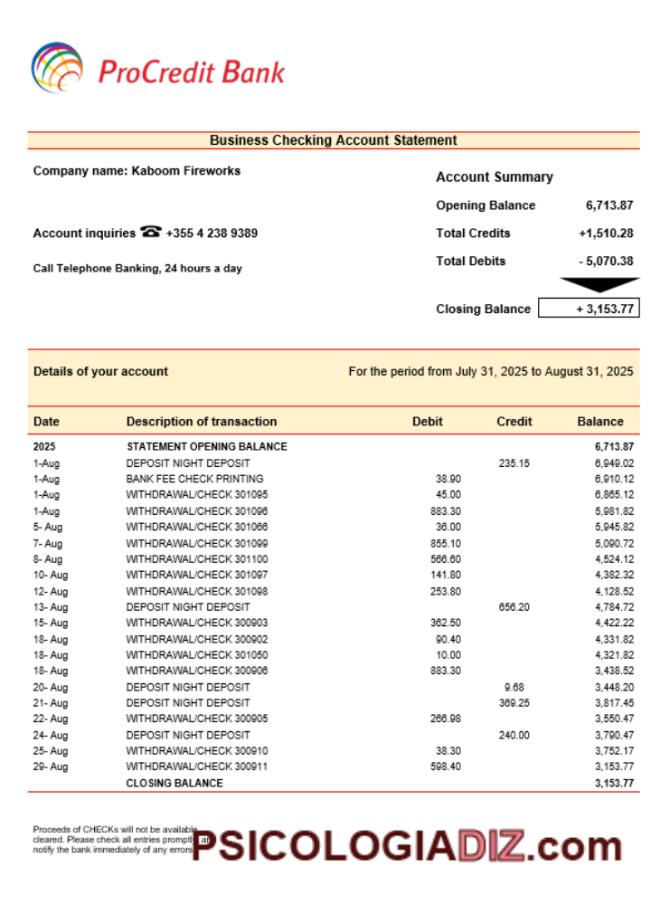 ProCredit Bank
Business Checking Account Statement
Company name: Kaboom Fireworks
Account inquiries ☎ +355 4 238 9389
Call Telephone Banking, 24 hours a day
Account Summary
Opening Balance 6,713.87
Total Credits +1,510.28
Total Debits - 5,070.38
Closing Balance + 3,153.77
Details of your account For the period from July 31, 2025 to August 31, 2025
Date Description of transaction Debit Credit Balance
2025 STATEMENT OPENING BALANCE 6,713.87
1-Aug DEPOSIT NIGHT DEPOSIT 235.15 6,949.02
1-Aug BANK FEE CHECK PRINTING 38.90 6,910.12
1-Aug WITHDRAWAL/CHECK 301095 45.00 6,865.12
1-Aug WITHDRAWAL/CHECK 301096 883.30 5,981.82
5- Aug WITHDRAWAL/CHECK 301066 36.00 5,945.82
7- Aug WITHDRAWAL/CHECK 301099 855.10 5,090.72
8- Aug WITHDRAWAL/CHECK 301100 566.60 4,524.12
10- Aug WITHDRAWAL/CHECK 301097 141.80 4,382.32
12- Aug WITHDRAWAL/CHECK 301098 253.80 4,128.52
13- Aug DEPOSIT NIGHT DEPOSIT 656.20 4,784.72
15- Aug WITHDRAWAL/CHECK 300903 362.50 4,422.22
18- Aug WITHDRAWAL/CHECK 300902 90.40 4,331.82
18- Aug WITHDRAWAL/CHECK 301050 10.00 4,321.82
18- Aug WITHDRAWAL/CHECK 300906 883.30 3,438.52
20- Aug DEPOSIT NIGHT DEPOSIT 9.68 3,448.20
21- Aug DEPOSIT NIGHT DEPOSIT 369.25 3,817.45
22- Aug WITHDRAWAL/CHECK 300905 266.98 3,550.47
24- Aug DEPOSIT NIGHT DEPOSIT 240.00 3,790.47
25- Aug WITHDRAWAL/CHECK 300910 38.30 3,752.17
29- Aug WITHDRAWAL/CHECK 300911 598.40 3,153.77
CLOSING BALANCE 3,153.77
Proceeds of CHECKs will not be available
cleared. Please check all entries promptly an
notify the bank immediately of any errors
PSICOLOGIADIZ.com